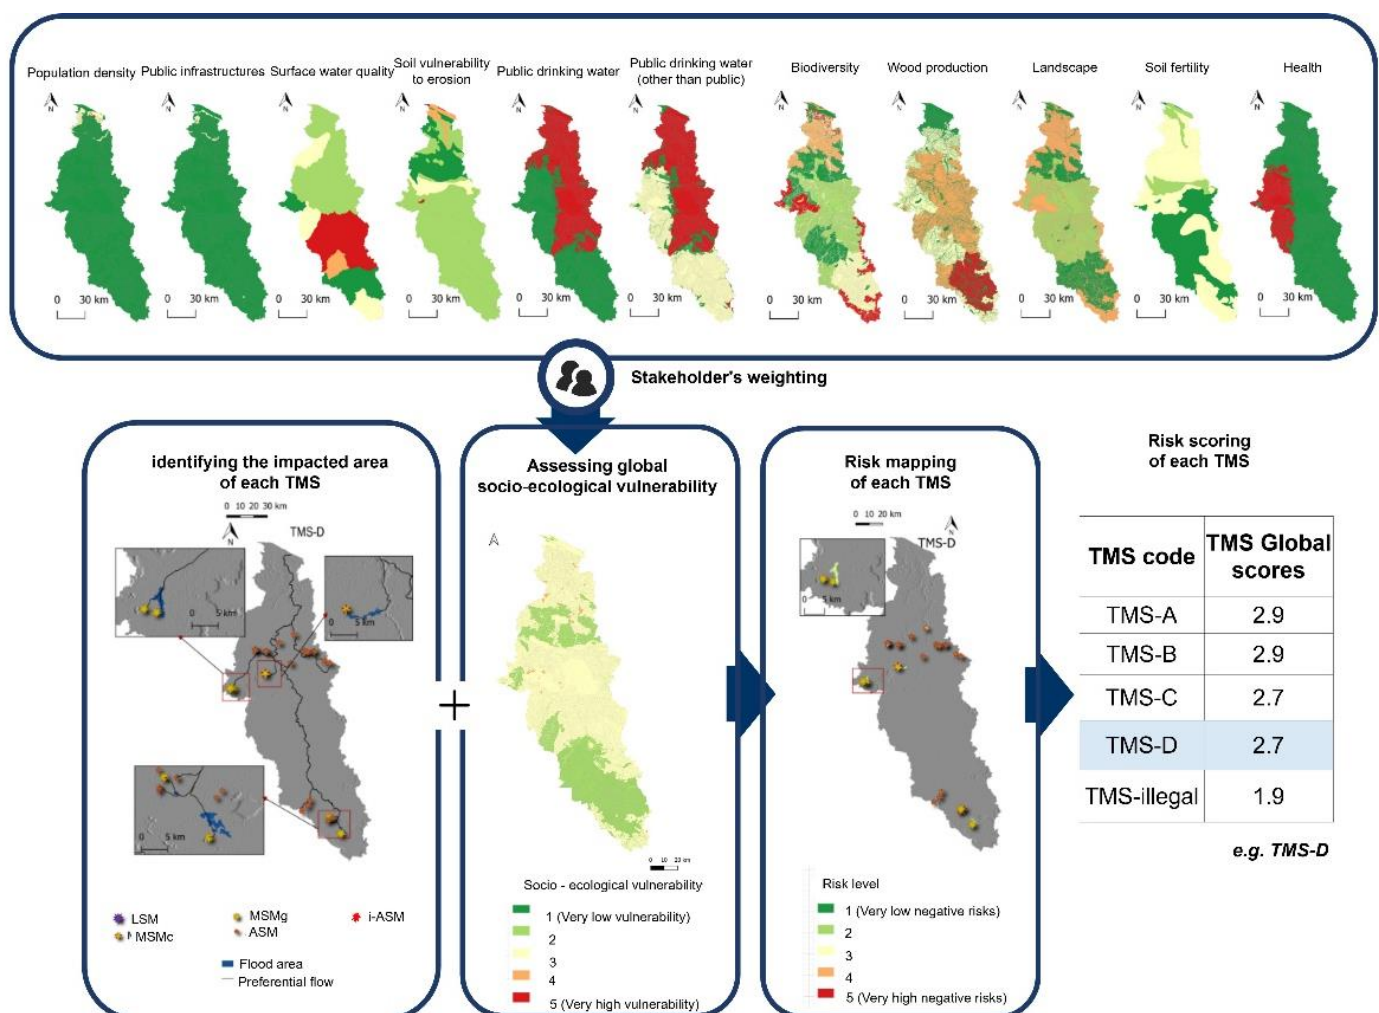 Population density
Public infrastructures
Surface water quality
Soil vulnerability
to erosion
Public drinking water
Public drinking water
(other than public)
Biodiversity
Wood production
Landscape
Soil fertility
Health
N
N
N
N
N
N
N
N
N
N
N
0 30 km
0 30 km
0 30 km
0 30 km
0 30 km
0 30 km
0 30 km
0 30 km
0 30 km
0 30 km
0 30 km
Stakeholder's weighting
identifying the impacted area
of each TMS
0 10 20 30 km
N
TMS-D
0 5 km
0 5 km
0 5 km
LSM
MSMc
MSMg
ASM
i-ASM
Flood area
Preferential flow
+
Assessing global
socio-ecological vulnerability
0 10 20 km
Socio - ecological vulnerability
1 (Very low vulnerability)
2
3
4
5 (Very high vulnerability)
Risk mapping
of each TMS
0 10 20 km
N
TMS-D
0 5 km
Risk level
1 (Very low negative risks)
2
3
4
5 (Very high negative risks)
Risk scoring
of each TMS
TMS code TMS Global
scores
TMS-A 2.9
TMS-B 2.9
TMS-C 2.7
TMS-D 2.7
TMS-illegal 1.9
e.g. TMS-D